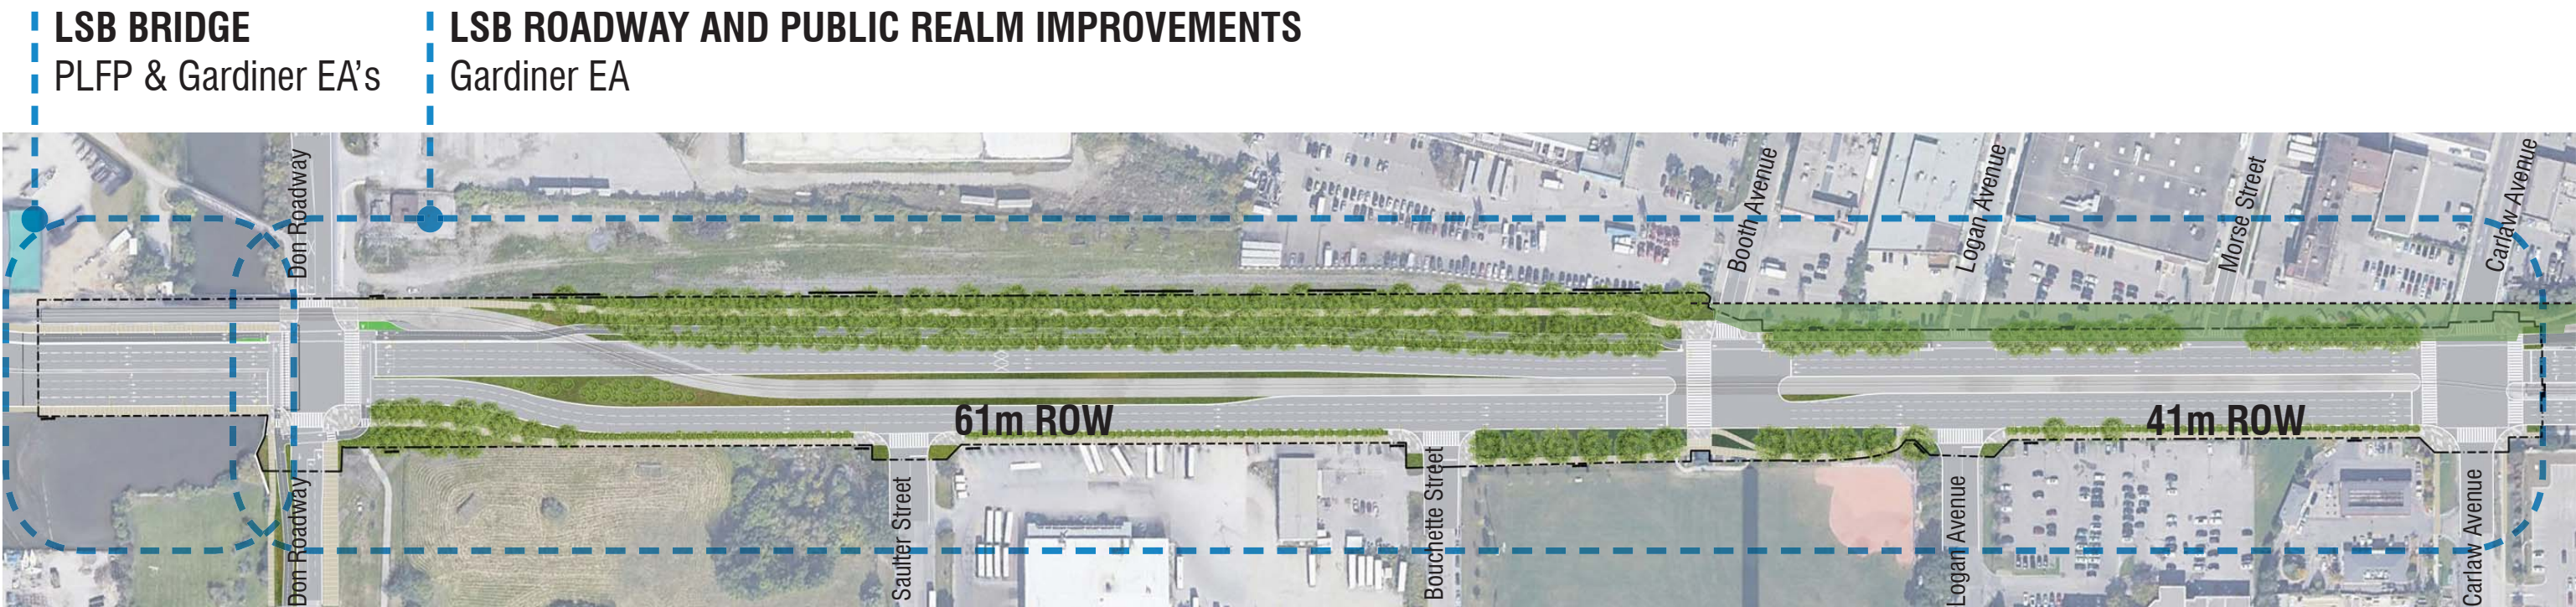 LSB BRIDGE
PLFP & Gardiner EA's
LSB ROADWAY AND PUBLIC REALM IMPROVEMENTS
Gardiner EA
Don Roadway
Booth Avenue
Logan Avenue
Morse Street
Carlaw Avenue
61m ROW
41m ROW
Don Roadway
Saulter Street
Bouchette Street
Logan Avenue
Carlaw Avenue